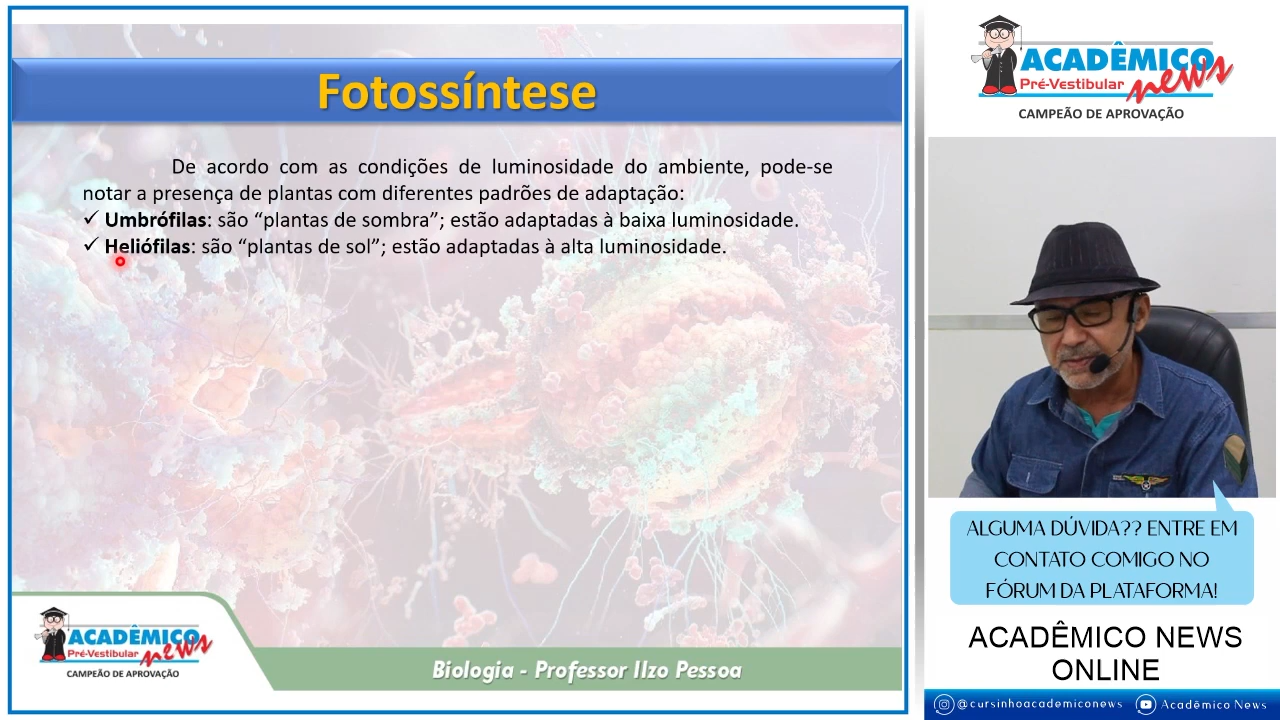 Fotossíntese
De acordo com as condições de luminosidade do ambiente, pode-se
notar a presença de plantas com diferentes padrões de adaptação:
✓ Umbrófilas: são “plantas de sombra”; estão adaptadas à baixa luminosidade.
✓ Heliófilas: são “plantas de sol”; estão adaptadas à alta luminosidade.
ACADÊMICO
Pré-Vestibular news
CAMPEÃO DE APROVAÇÃO
Biologia - Professor Ilzo Pessoa
ACADÊMICO
Pré-Vestibular news
CAMPEÃO DE APROVAÇÃO
ALGUMA DÚVIDA?? ENTRE EM
CONTATO COMIGO NO
FÓRUM DA PLATAFORMA!
ACADÊMICO NEWS
ONLINE
@cursinhoacademiconews Acadêmico News